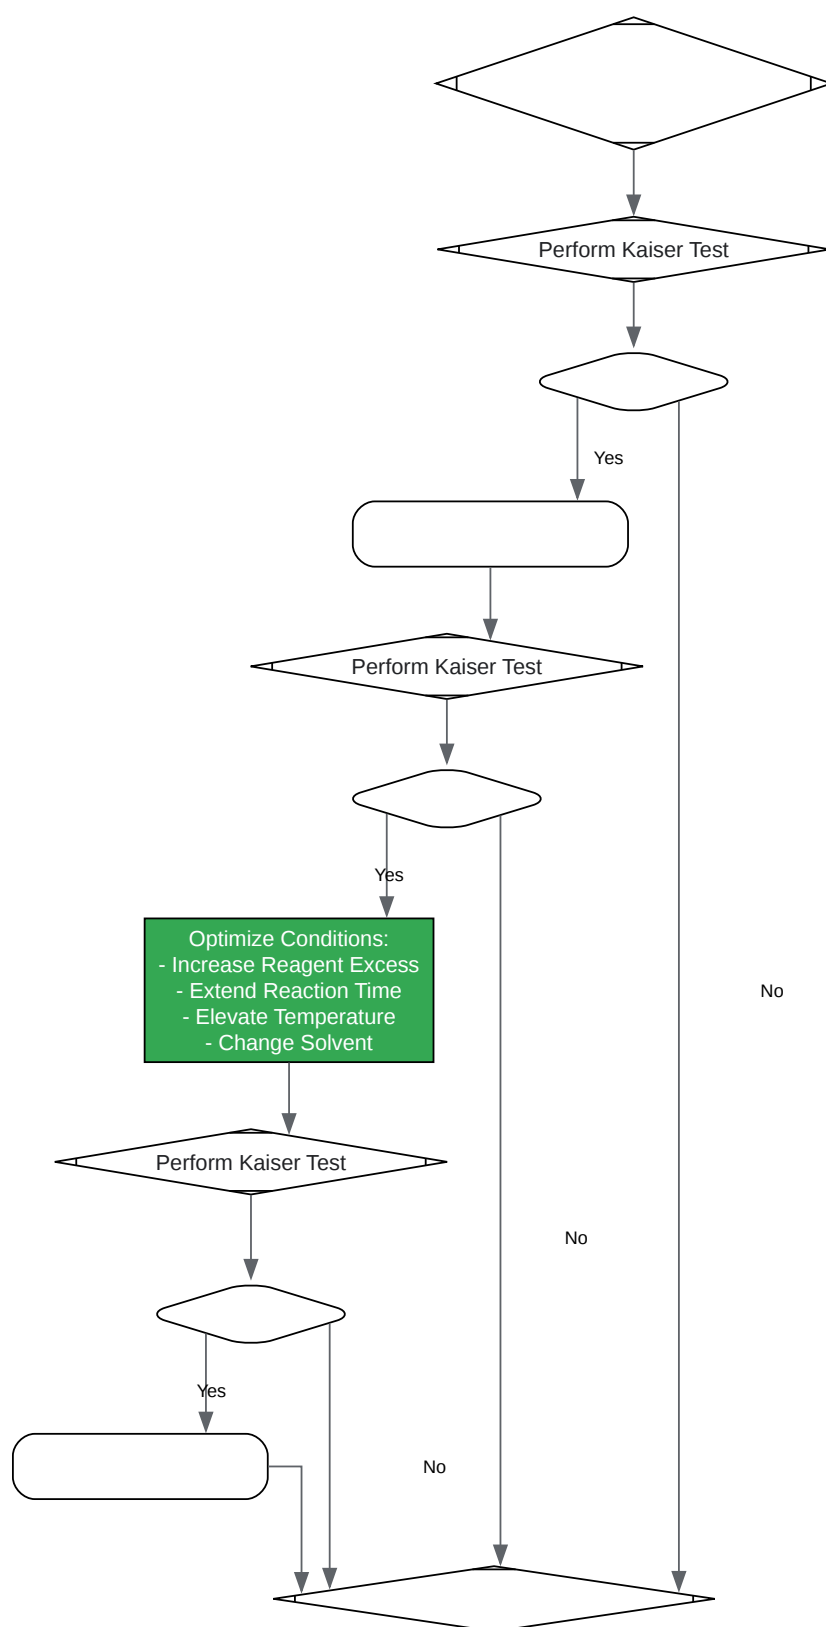 Perform Kaiser Test
Yes
Perform Kaiser Test
Yes
Optimize Conditions:
- Increase Reagent Excess
- Extend Reaction Time
- Elevate Temperature
- Change Solvent
No
Perform Kaiser Test
No
Yes
No